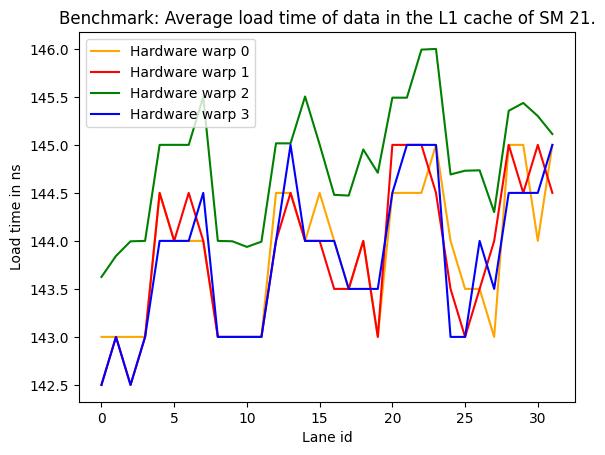 Benchmark: Average load time of data in the L1 cache of SM 21.
146.0
145.5
145.0
144.5
144.0
143.5
143.0
142.5
Load time in ns
Hardware warp 0
Hardware warp 1
Hardware warp 2
Hardware warp 3
0 5 10 15 20 25 30
Lane id